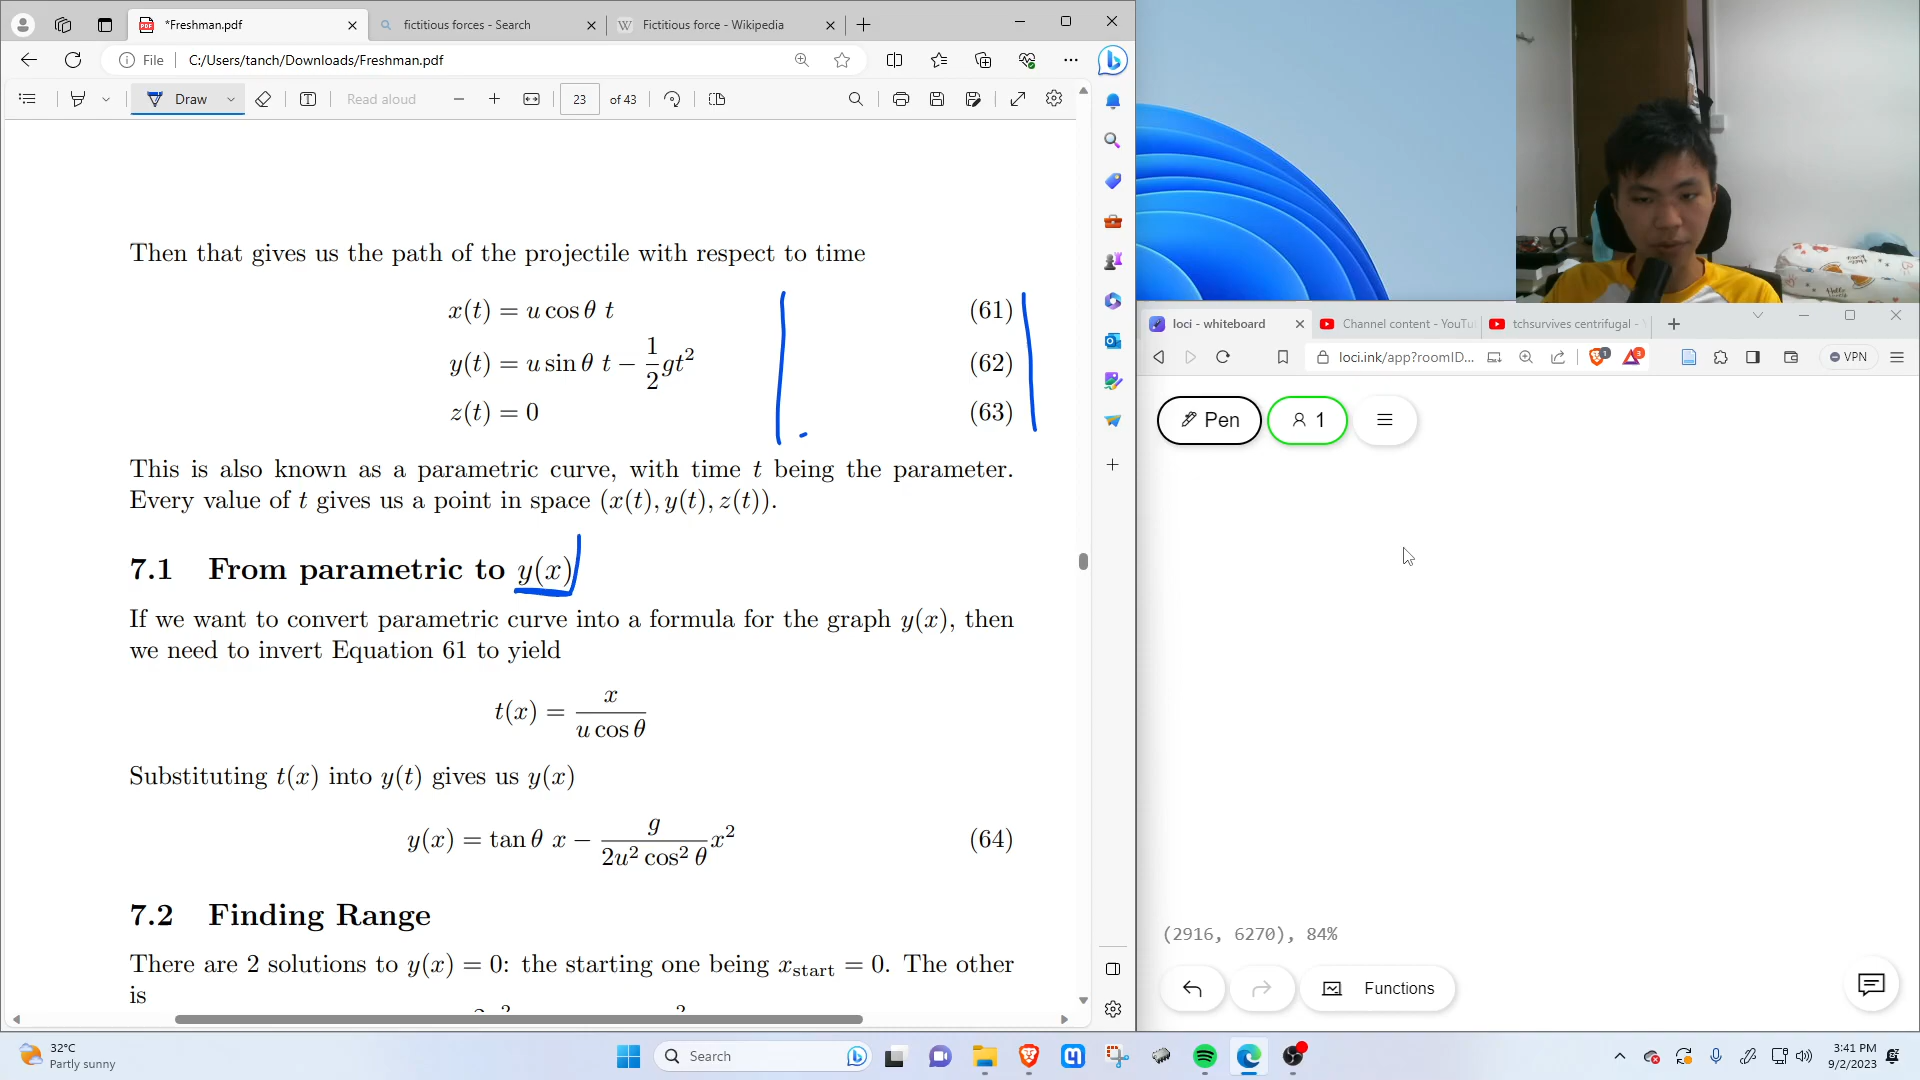 *Freshman.pdf
fictitious forces - Search
Fictitious force - Wikipedia
File
C:/Users/tanch/Downloads/Freshman.pdf
Draw
Read aloud
23
of 43
Then that gives us the path of the projectile with respect to time
x(t) = u cos θ t (61)
y(t) = u sin θ t − 1/2 gt² (62)
z(t) = 0 (63)
This is also known as a parametric curve, with time t being the parameter.
Every value of t gives us a point in space (x(t), y(t), z(t)).
7.1 From parametric to y(x)
If we want to convert parametric curve into a formula for the graph y(x), then
we need to invert Equation 61 to yield
t(x) = x / (u cos θ)
Substituting t(x) into y(t) gives us y(x)
y(x) = tan θ x − g / (2u² cos² θ) x² (64)
7.2 Finding Range
There are 2 solutions to y(x) = 0: the starting one being x_start = 0. The other
is
loci - whiteboard
Channel content - YouTu
tchsurvives centrifugal -
loci.ink/app?roomID...
1
3
VPN
Pen
1
(2916, 6270), 84%
Functions
32°C
Partly sunny
Search
3:41 PM
9/2/2023